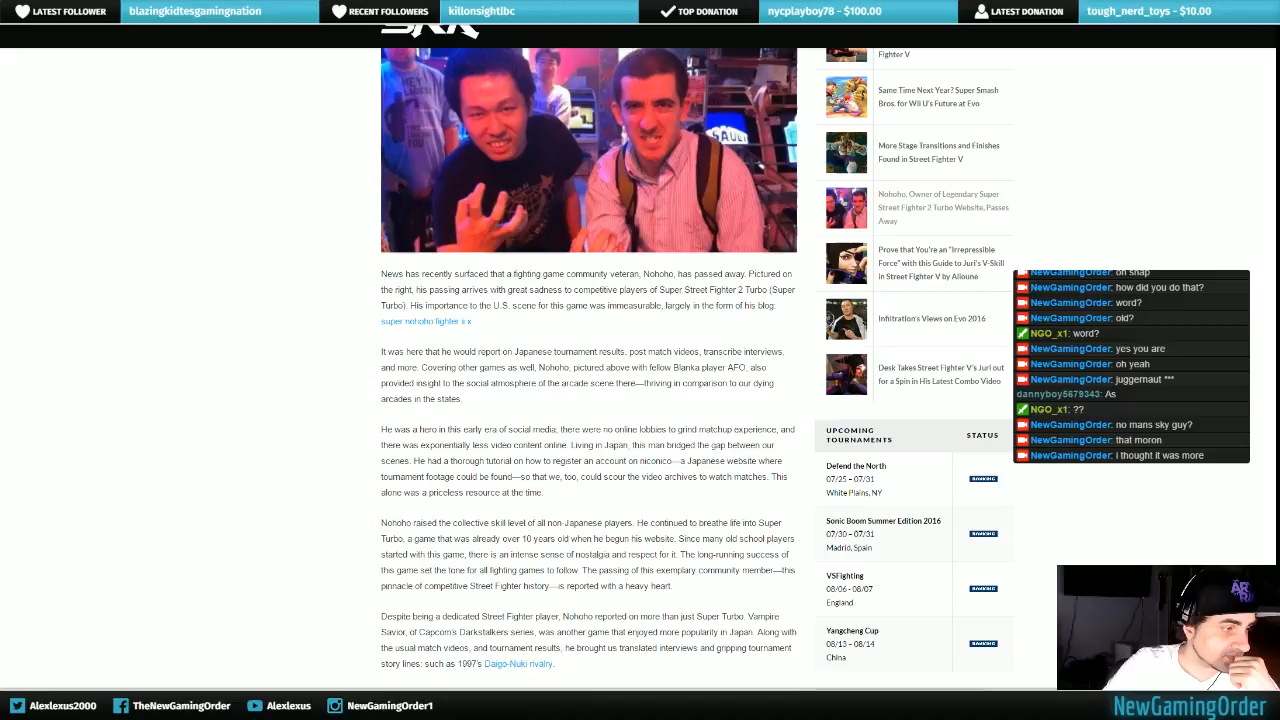 LATEST FOLLOWER
blazingkidtesgamingnation
RECENT FOLLOWERS
killonsightlbc
TOP DONATION
nycplayboy78 - $100.00
LATEST DONATION
tough_nerd_toys - $10.00
SRK
SAULT
News has recently surfaced that a fighting game community veteran, Nohoho, has passed away. Pictured on
the right, his passing arrives with great sadness to competitive players of Super Street Fighter 2 Turbo (Super
Turbo). His importance to the U.S. scene for this game was immeasurable, largely in the form of his blog:
super nohoho fighter ii x
It was here that he would report on Japanese tournament results, post match videos, transcribe interviews,
and more. Covering other games as well, Nohoho, pictured above with fellow Blanka player AFO, also
provided insight to the social atmosphere of the arcade scene there—thriving in comparison to our dying
arcades in the states.
He was a hero in this early era of social media; there were no online lobbies to grind matchup experience, and
there was exponentially less video content online. Living in Japan, this man bridged the gap between our
scenes. He had a thorough tutorial on how to register an account on niconico—a Japanese website where
tournament footage could be found—so that we, too, could scour the video archives to watch matches. This
alone was a priceless resource at the time.
Nohoho raised the collective skill level of all non-Japanese players. He continued to breathe life into Super
Turbo, a game that was already over 10 years old when he begun his website. Since many old school players
started with this game, there is an intense sense of nostalgia and respect for it. The long-running success of
this game set the tone for all fighting games to follow. The passing of this exemplary community member—this
pinnacle of competitive Street Fighter history—is reported with a heavy heart.
Despite being a dedicated Street Fighter player, Nohoho reported on more than just Super Turbo. Vampire
Savior, of Capcom's Darkstalkers series, was another game that enjoyed more popularity in Japan. Along with
the usual match videos, and tournament results, he brought us translated interviews and gripping tournament
story lines: such as 1997's Daigo-Nuki rivalry.
Fighter V
Same Time Next Year? Super Smash
Bros. for Wii U's Future at Evo
More Stage Transitions and Finishes
Found in Street Fighter V
Nohoho, Owner of Legendary Super
Street Fighter 2 Turbo Website, Passes
Away
Prove that You're an "Irrepressible
Force" with this Guide to Juri's V-Skill
in Street Fighter V by Alioune
Infiltration's Views on Evo 2016
Desk Takes Street Fighter V's Juri out
for a Spin in His Latest Combo Video
UPCOMING
TOURNAMENTS
STATUS
Defend the North
07/25 – 07/31
White Plains, NY
RANKING
Sonic Boom Summer Edition 2016
07/30 – 07/31
Madrid, Spain
RANKING
VSFighting
08/06 - 08/07
England
RANKING
Yangcheng Cup
08/13 – 08/14
China
RANKING
NewGamingOrder: oh snap
NewGamingOrder: how did you do that?
NewGamingOrder: word?
NewGamingOrder: old?
NGO_x1: word?
NewGamingOrder: yes you are
NewGamingOrder: oh yeah
NewGamingOrder: juggernaut ***
dannyboy5679343: As
NGO_x1: ??
NewGamingOrder: no mans sky guy?
NewGamingOrder: that moron
NewGamingOrder: i thought it was more
Alexlexus2000
TheNewGamingOrder
Alexlexus
NewGamingOrder1
NewGamingOrder